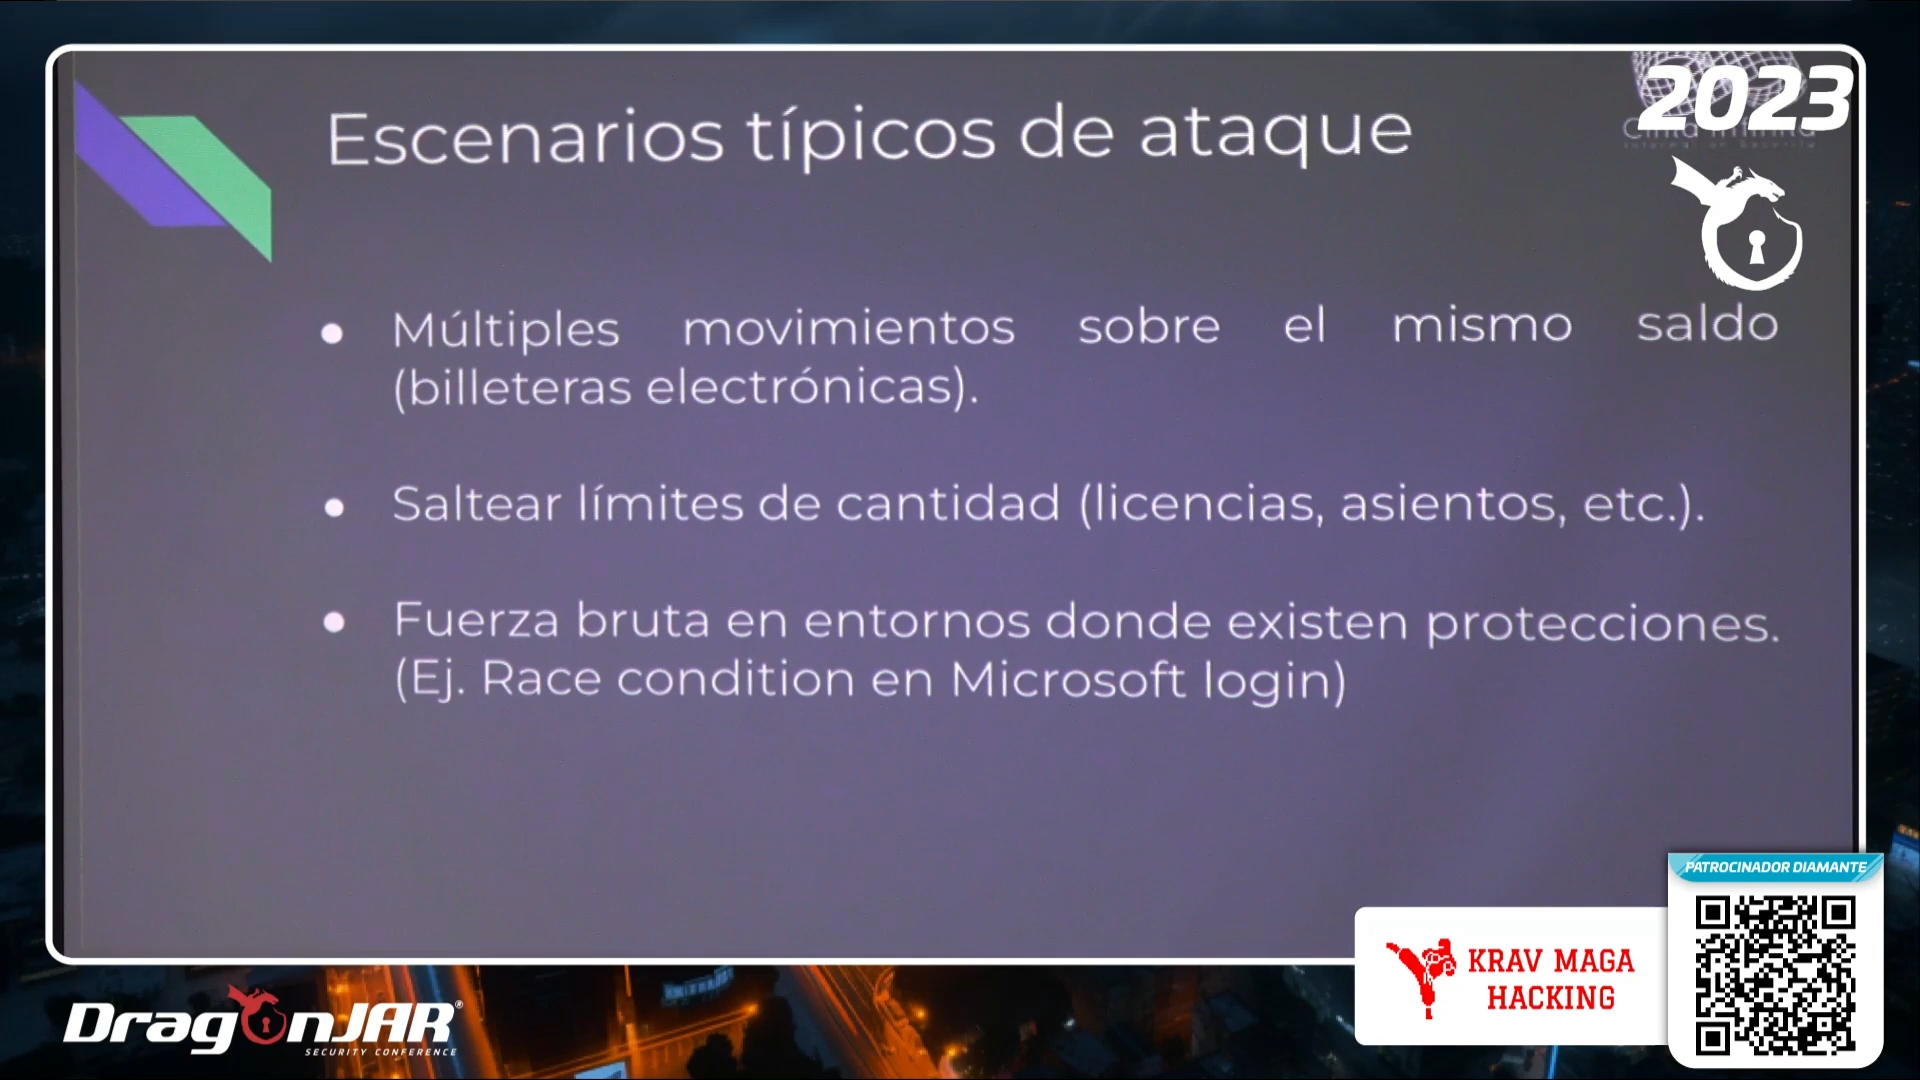 2023
Cinta Infinita
Escenarios típicos de ataque
● Múltiples movimientos sobre el mismo saldo
(billeteras electrónicas).
● Saltear límites de cantidad (licencias, asientos, etc.).
● Fuerza bruta en entornos donde existen protecciones.
(Ej. Race condition en Microsoft login)
PATROCINADOR DIAMANTE
KRAV MAGA
HACKING
DragonJAR®
SECURITY CONFERENCE